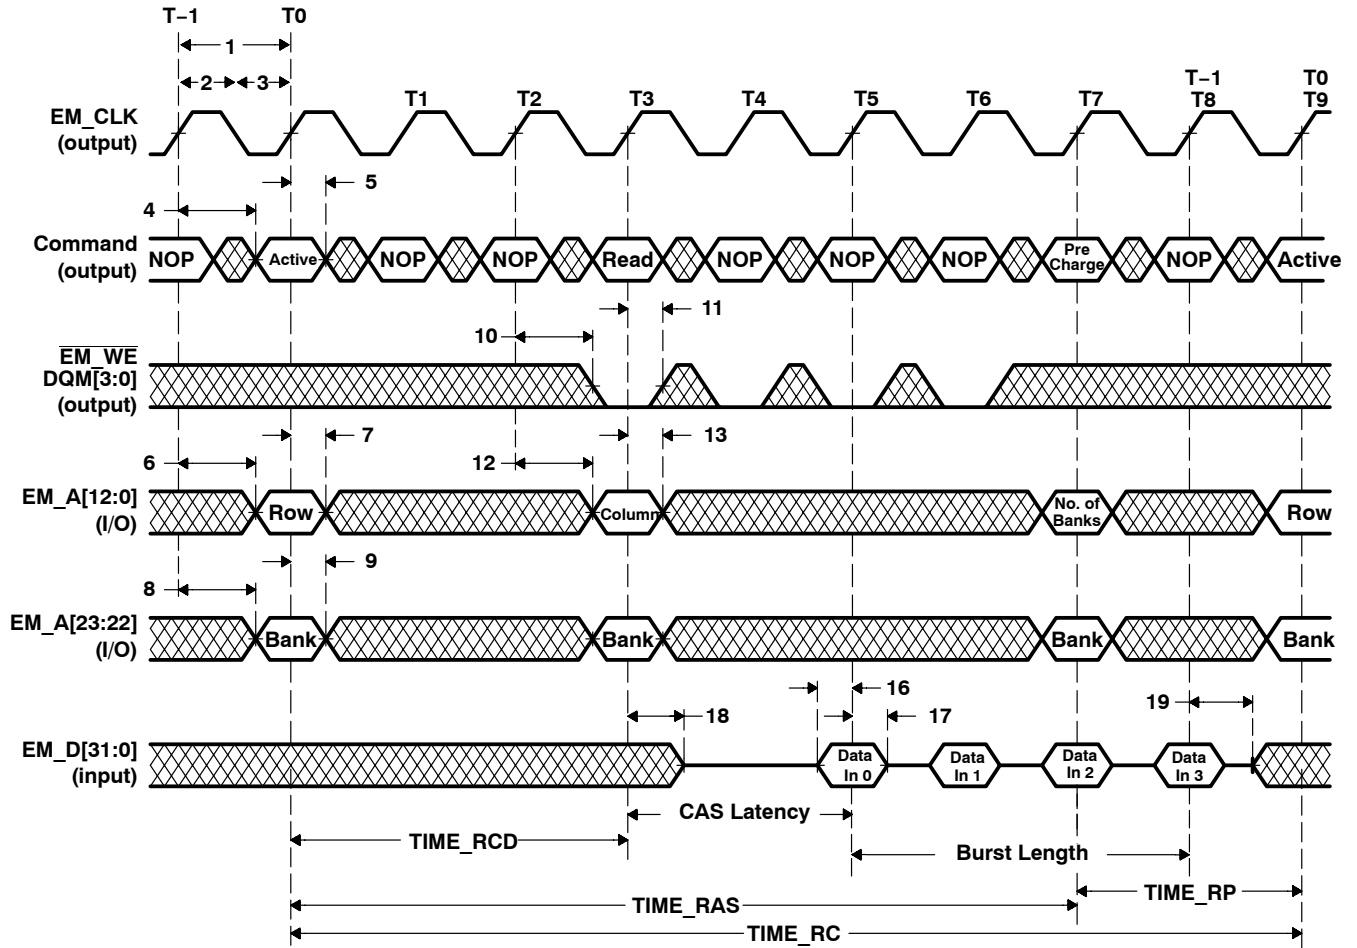 T−1
T0
1
2
3
T−1
T0
T1
T2
T3
T4
T5
T6
T7
T8
T9
EM_CLK
(output)
5
4
Command
(output)
NOP
Active
NOP
NOP
Read
NOP
NOP
NOP
Pre
Charge
NOP
Active
11
10
EM_WE
DQM[3:0]
(output)
7
13
6
12
EM_A[12:0]
(I/O)
Row
Column
No. of
Banks
Row
9
8
EM_A[23:22]
(I/O)
Bank
Bank
Bank
Bank
16
18
17
19
EM_D[31:0]
(input)
Data
In 0
Data
In 1
Data
In 2
Data
In 3
CAS Latency
TIME_RCD
Burst Length
TIME_RP
TIME_RAS
TIME_RC